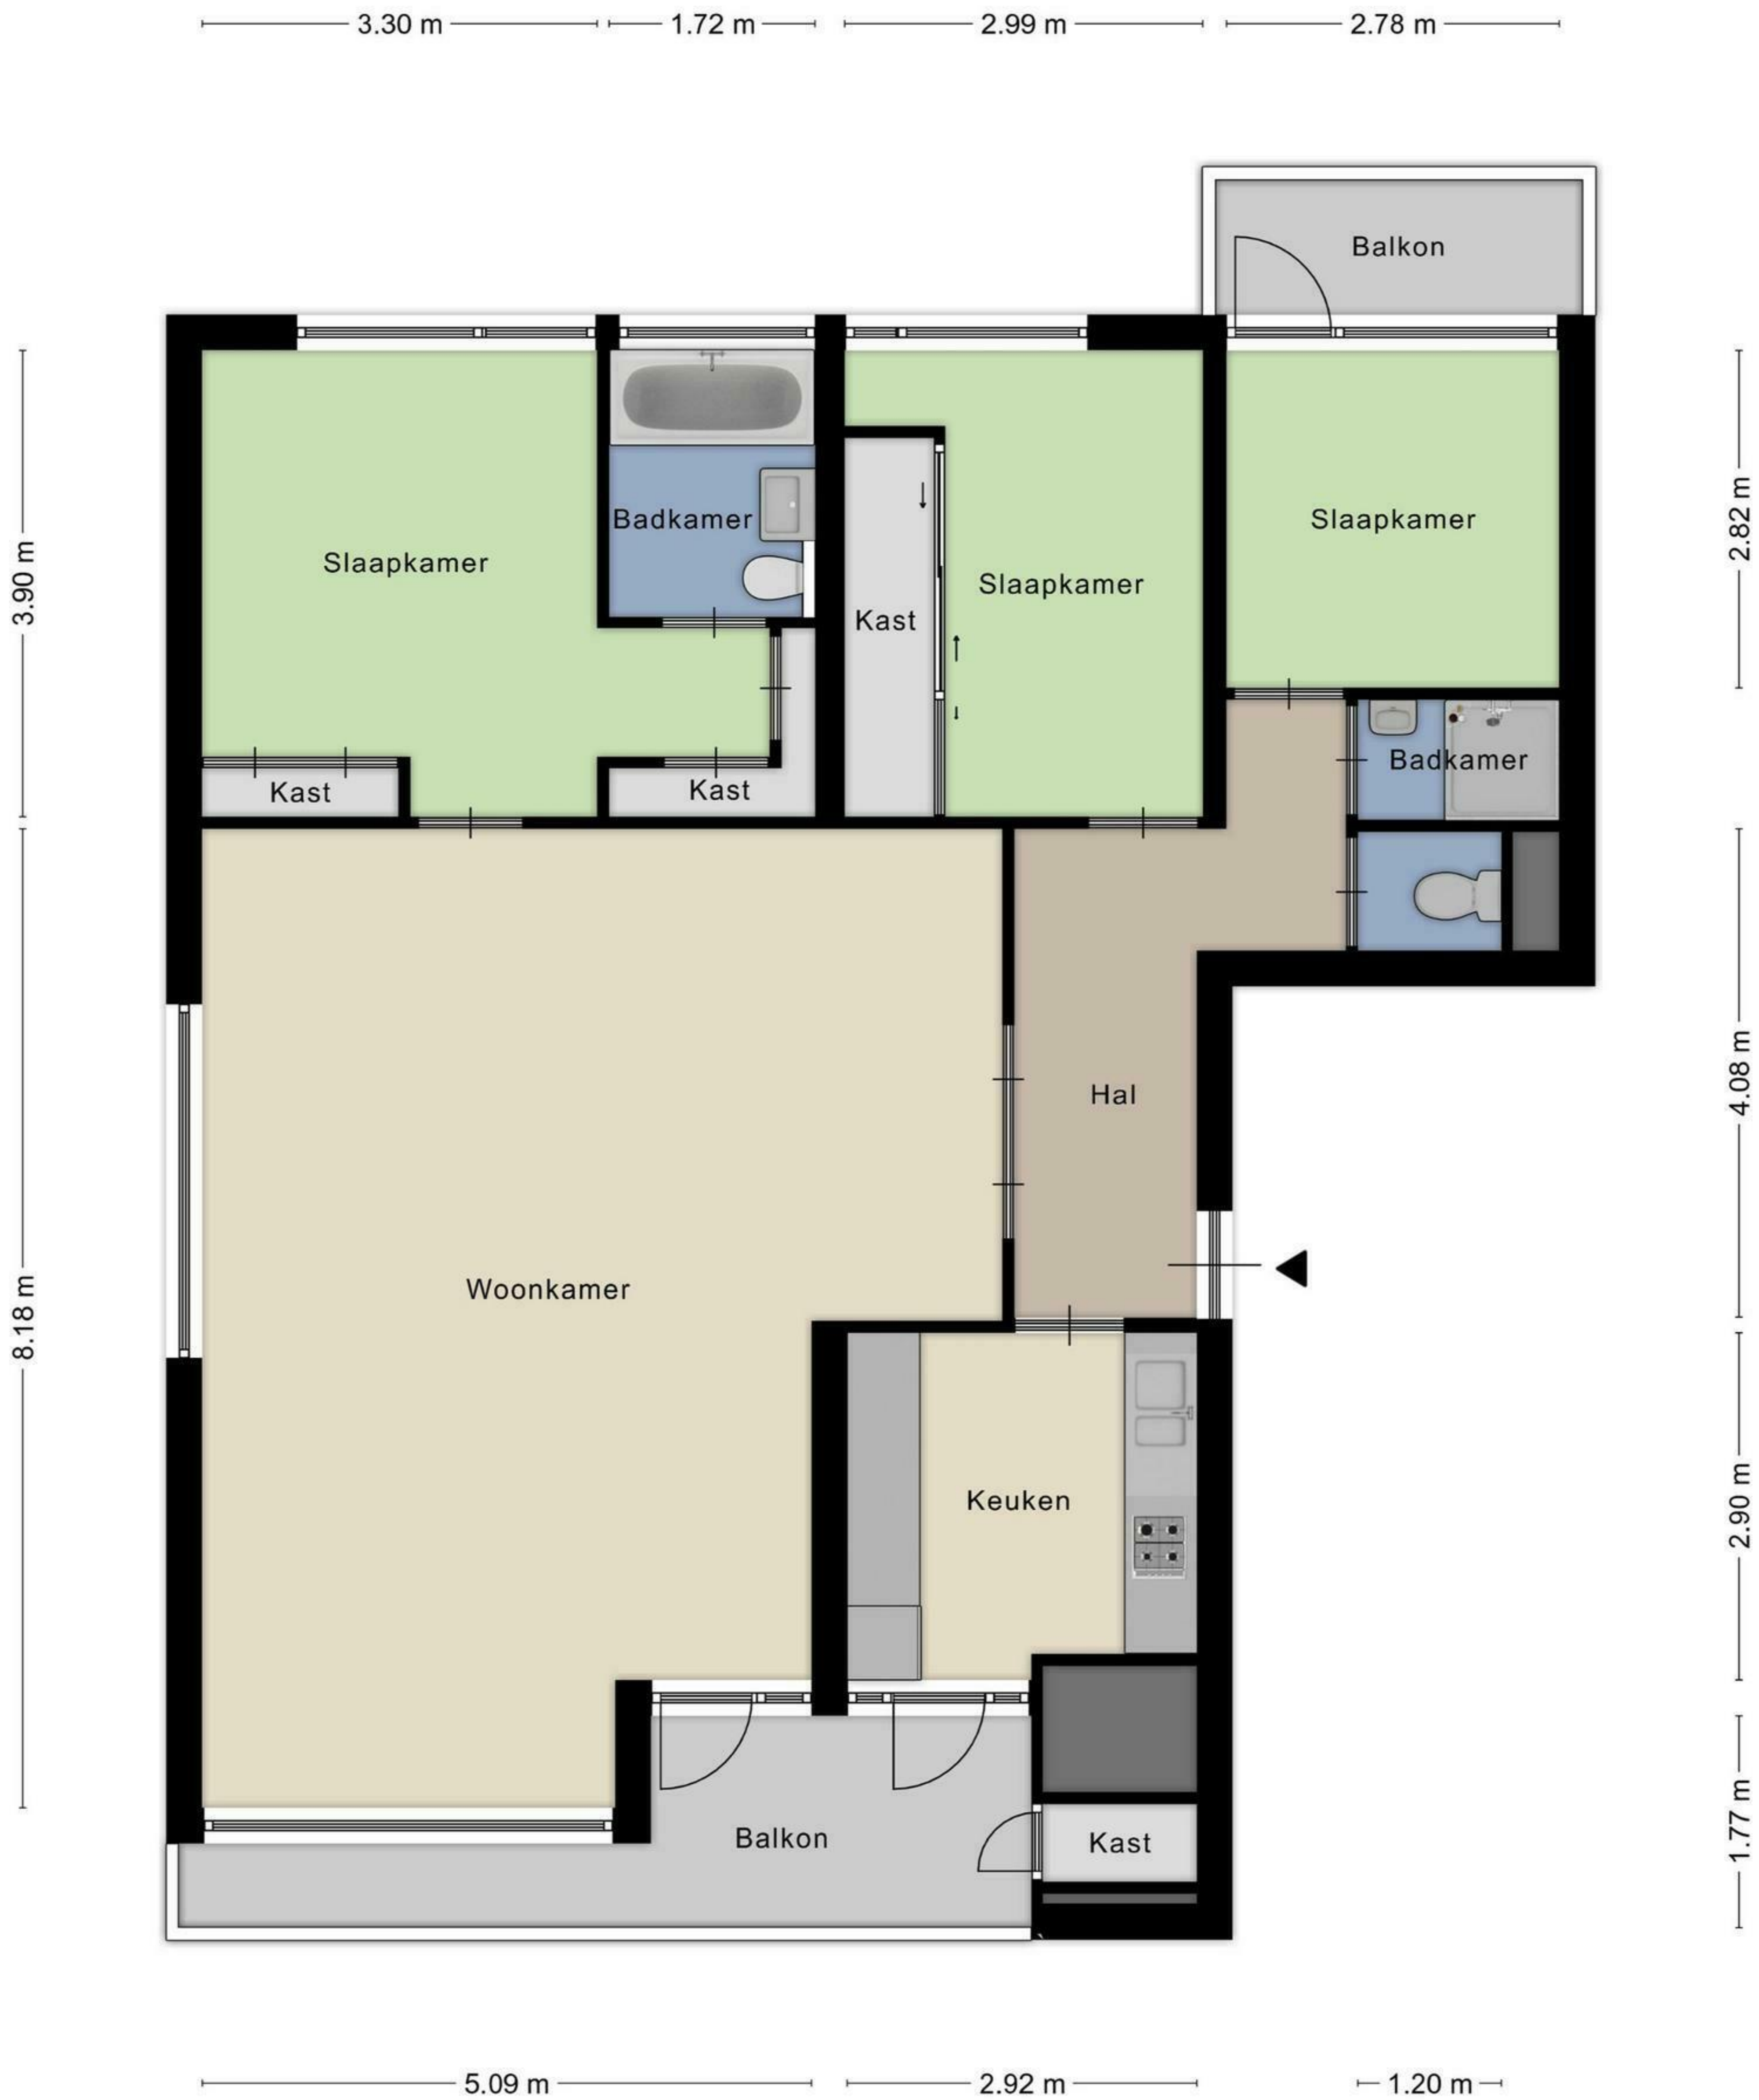 3.30 m
1.72 m
2.99 m
2.78 m
Balkon
Slaapkamer
Badkamer
Slaapkamer
Slaapkamer
Kast
Kast
Kast
Badkamer
3.90 m
2.82 m
Hal
Woonkamer
8.18 m
4.08 m
Keuken
2.90 m
Balkon
Kast
1.77 m
5.09 m
2.92 m
1.20 m